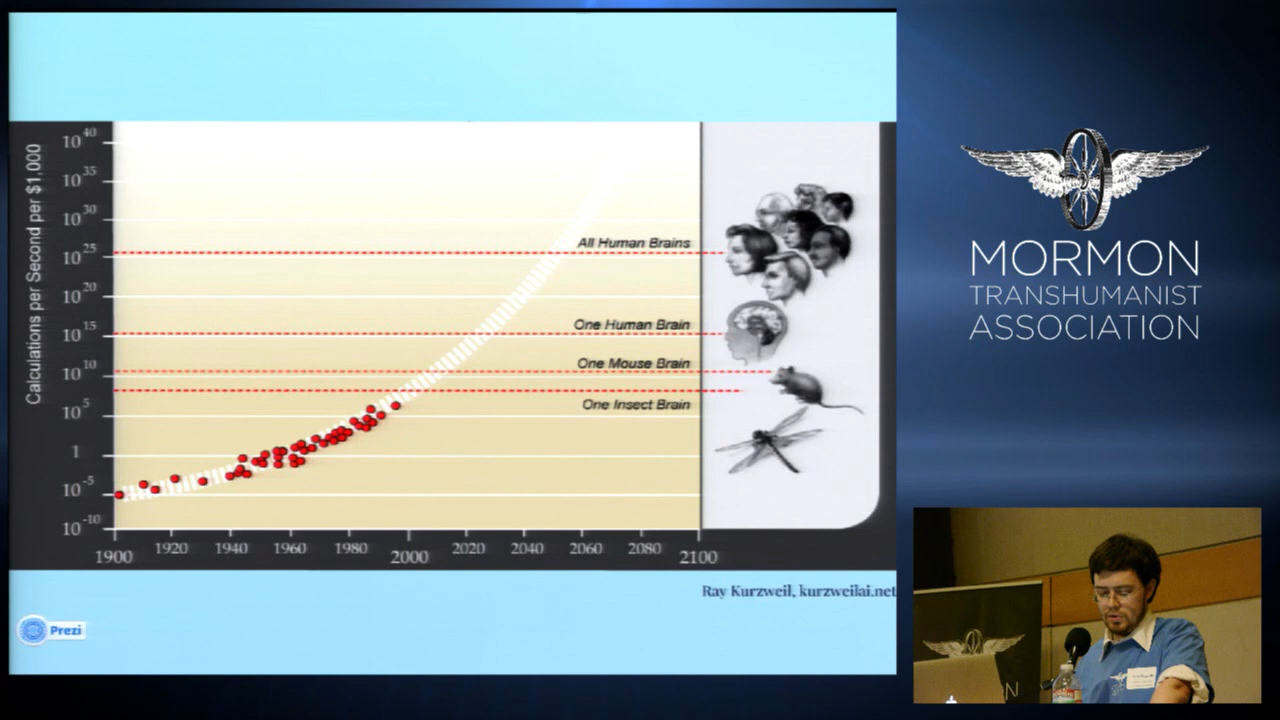 Calculations per Second per $1,000
10^40
10^35
10^30
10^25
10^20
10^15
10^10
10^5
1
10^-5
10^-10
1900
1920
1940
1960
1980
2000
2020
2040
2060
2080
2100
All Human Brains
One Human Brain
One Mouse Brain
One Insect Brain
Ray Kurzweil, kurzweilai.net
Prezi
MORMON
TRANSHUMANIST
ASSOCIATION